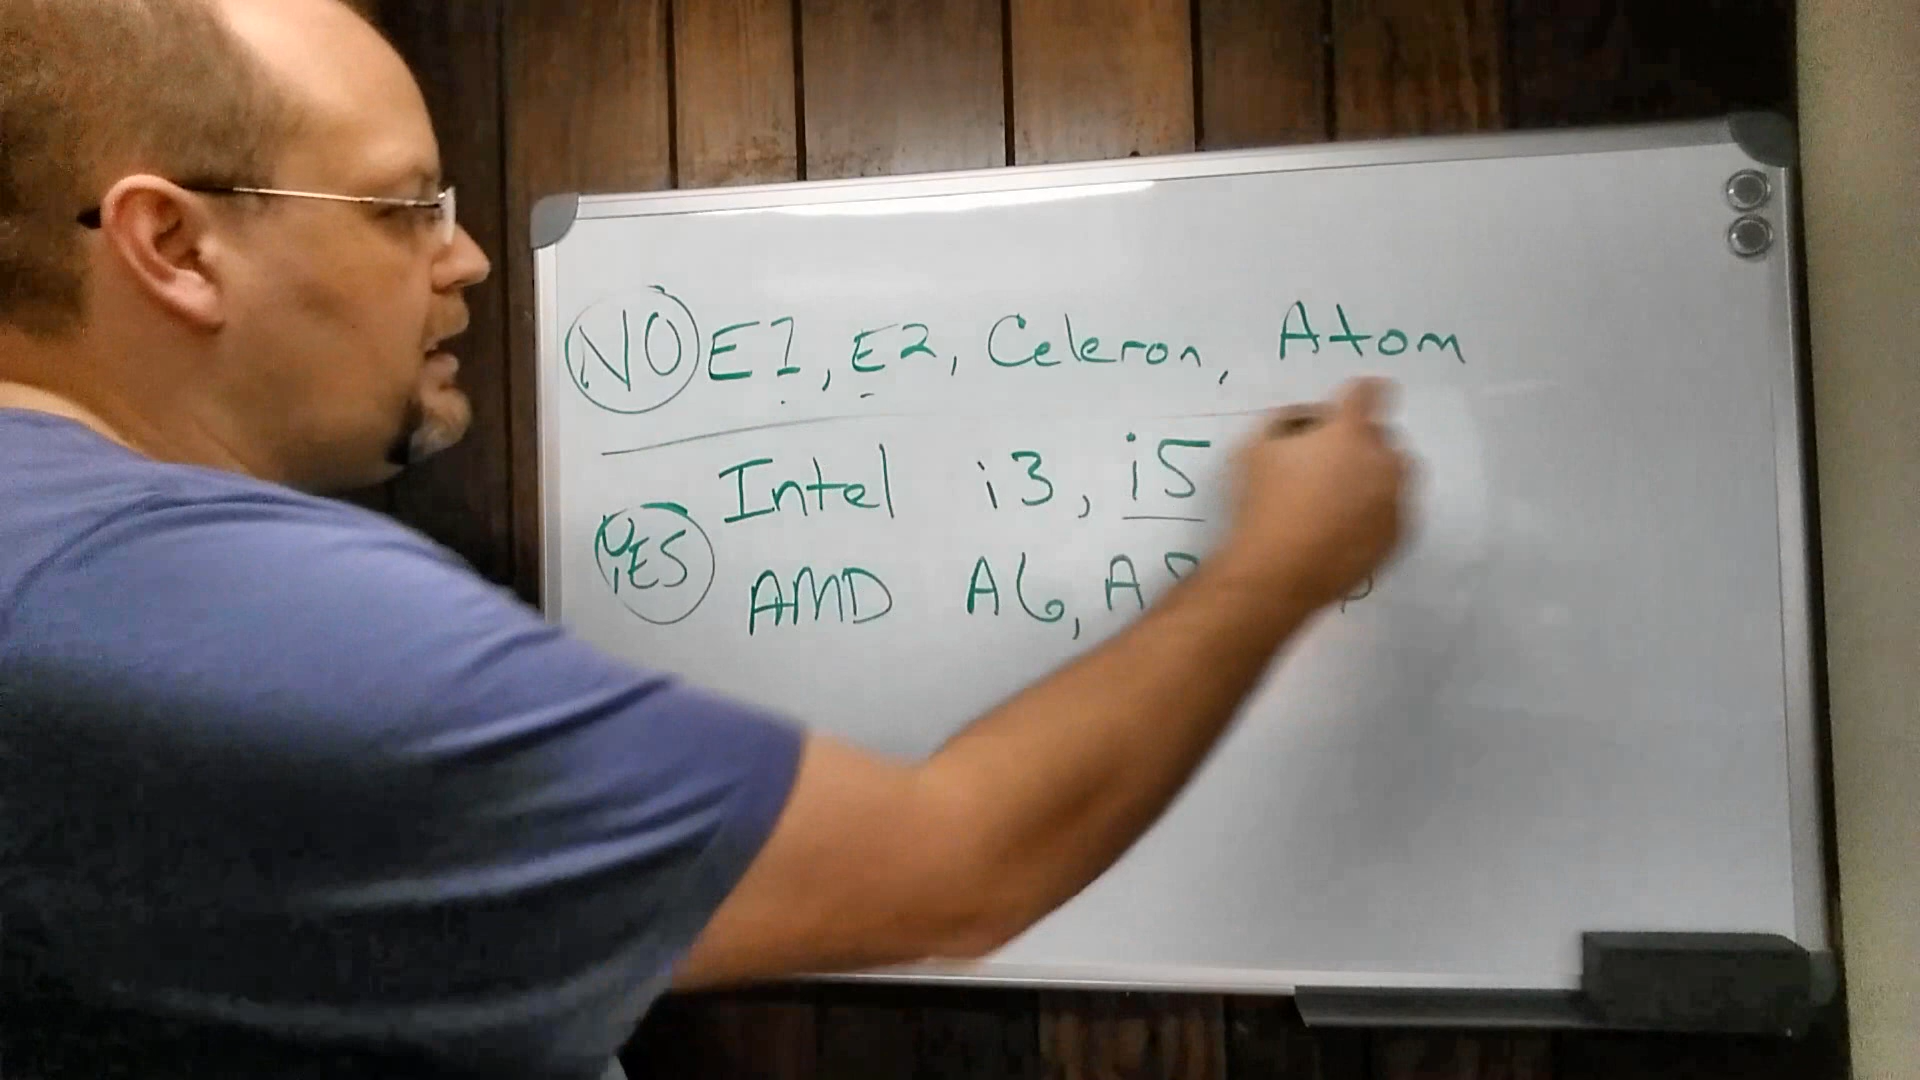 NO E1, E2, Celeron, Atom
Intel i3, i5
YES
AMD A6,